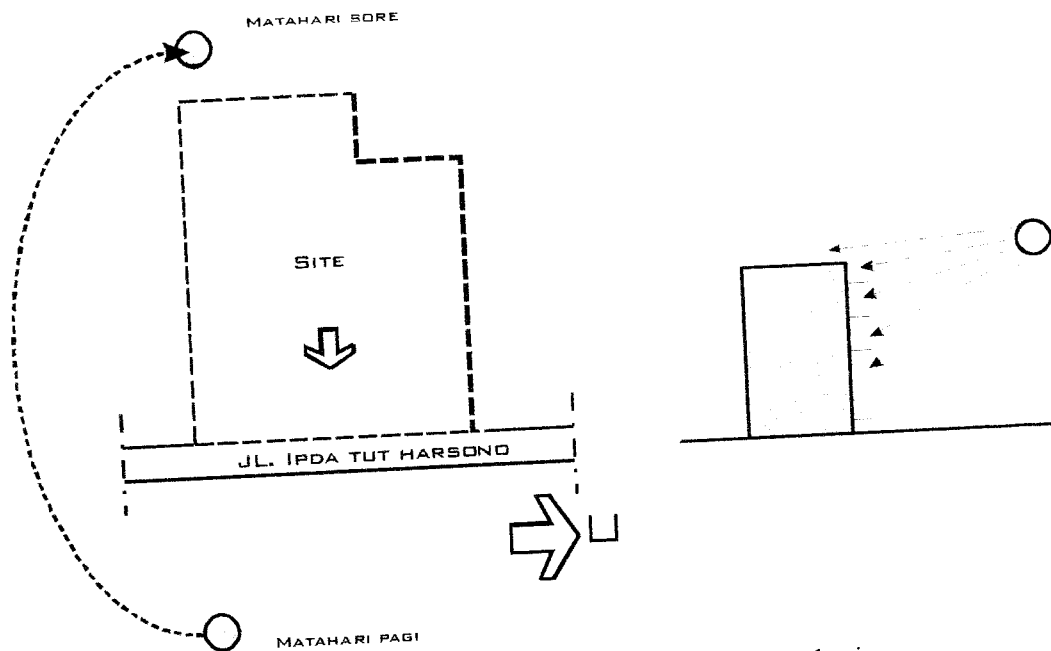 MATAHARI SORE
SITE
JL. IPDA TUT HARSONO
U
MATAHARI PAGI